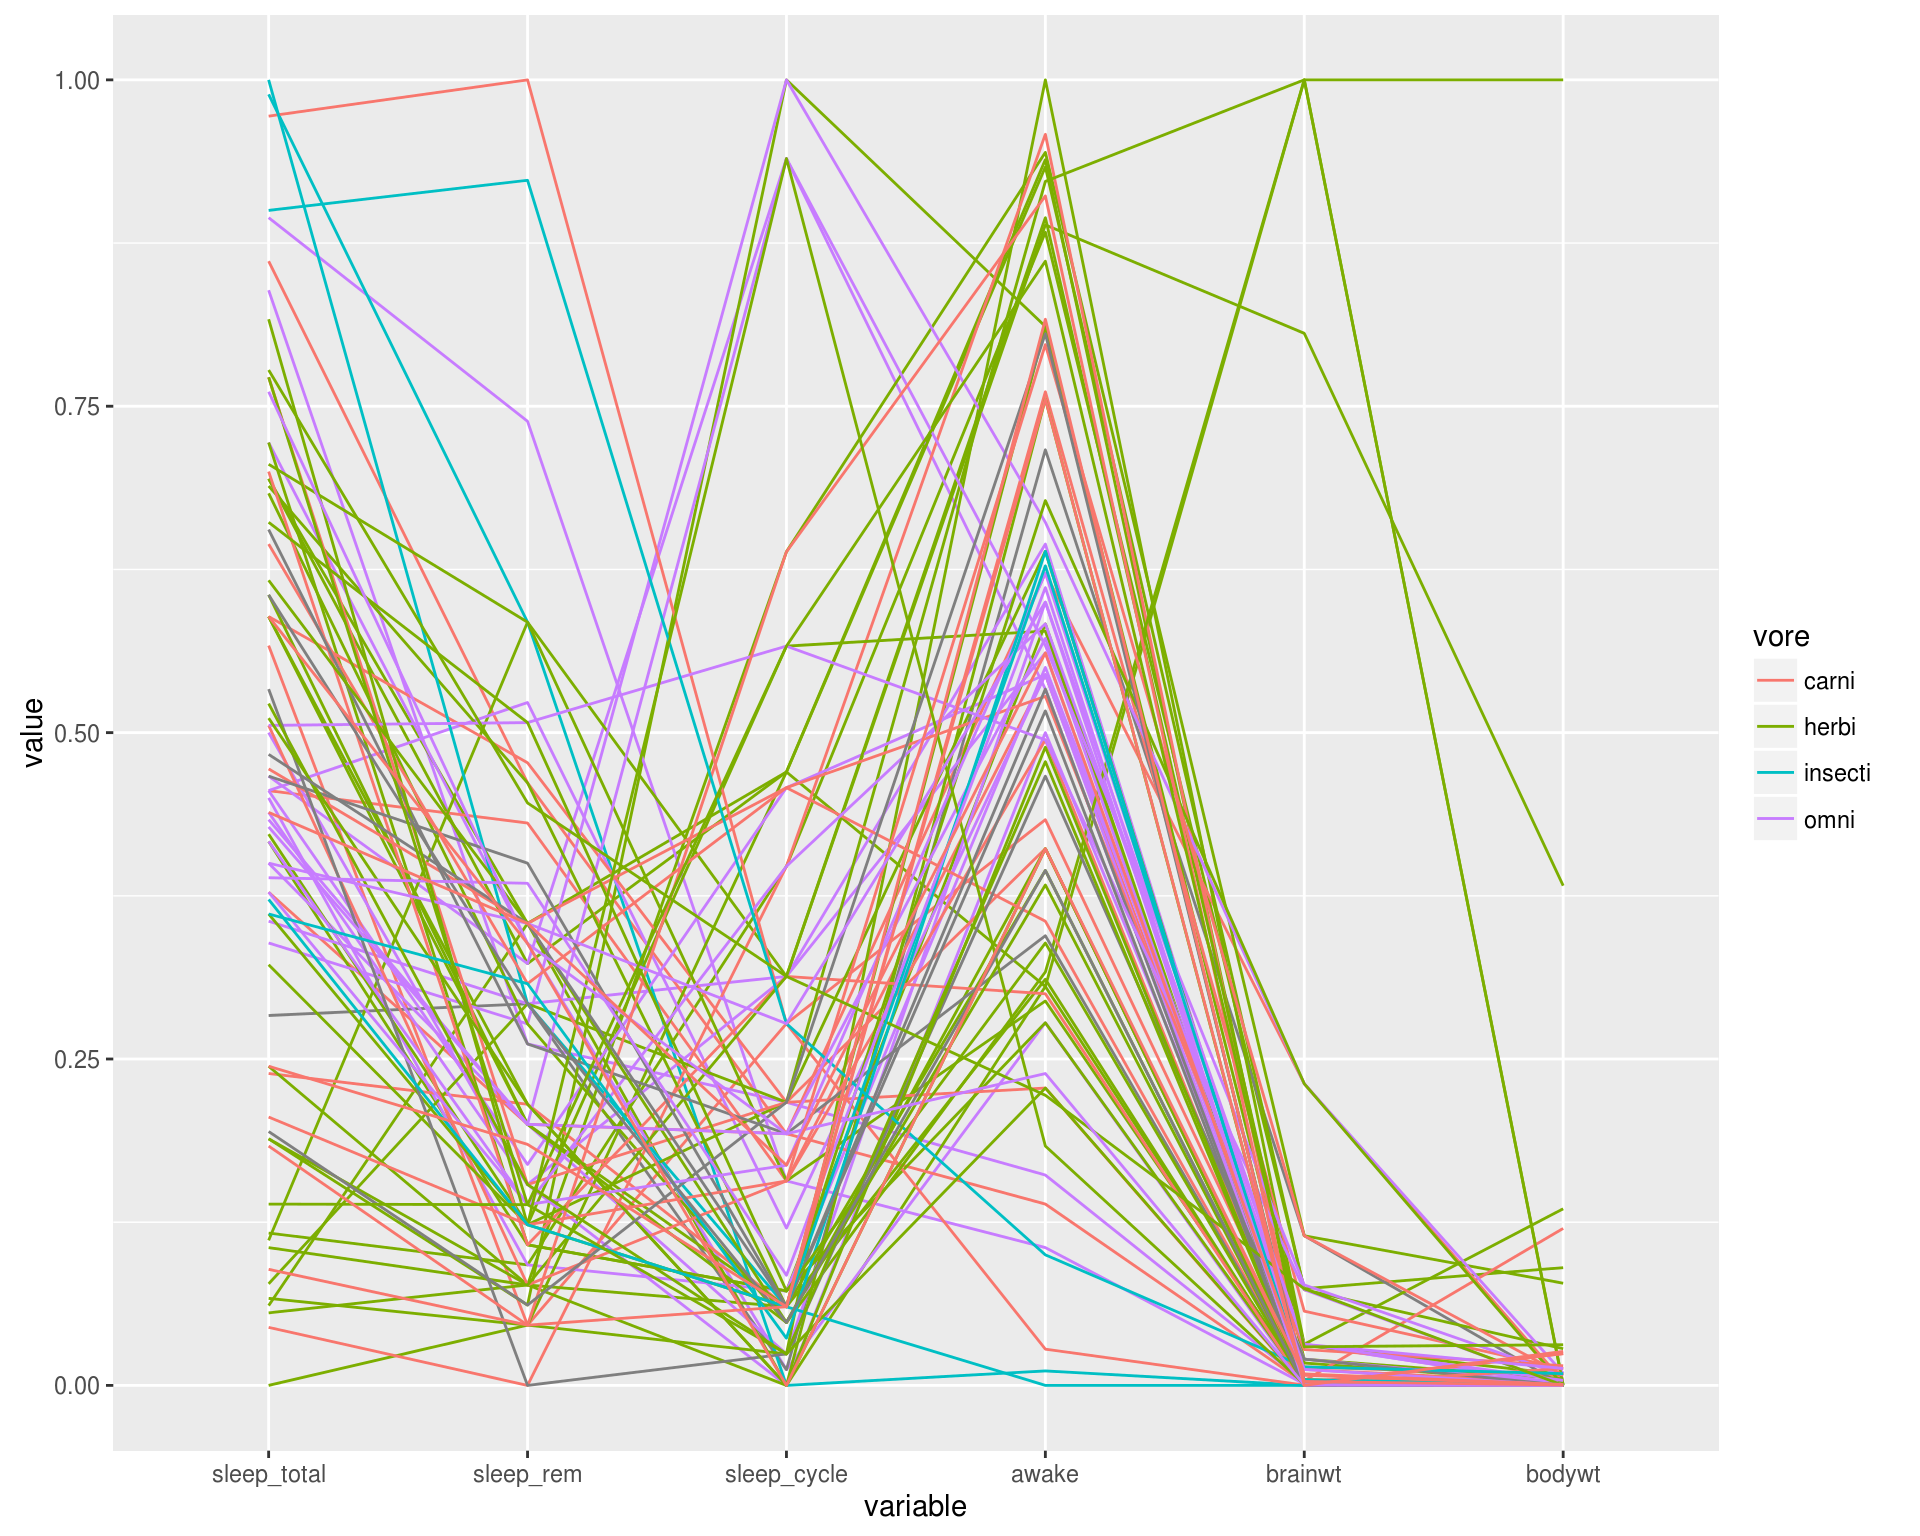 1.00
0.75
0.50
0.25
0.00
value
sleep_total sleep_rem sleep_cycle awake brainwt bodywt
variable
vore
carni
herbi
insecti
omni